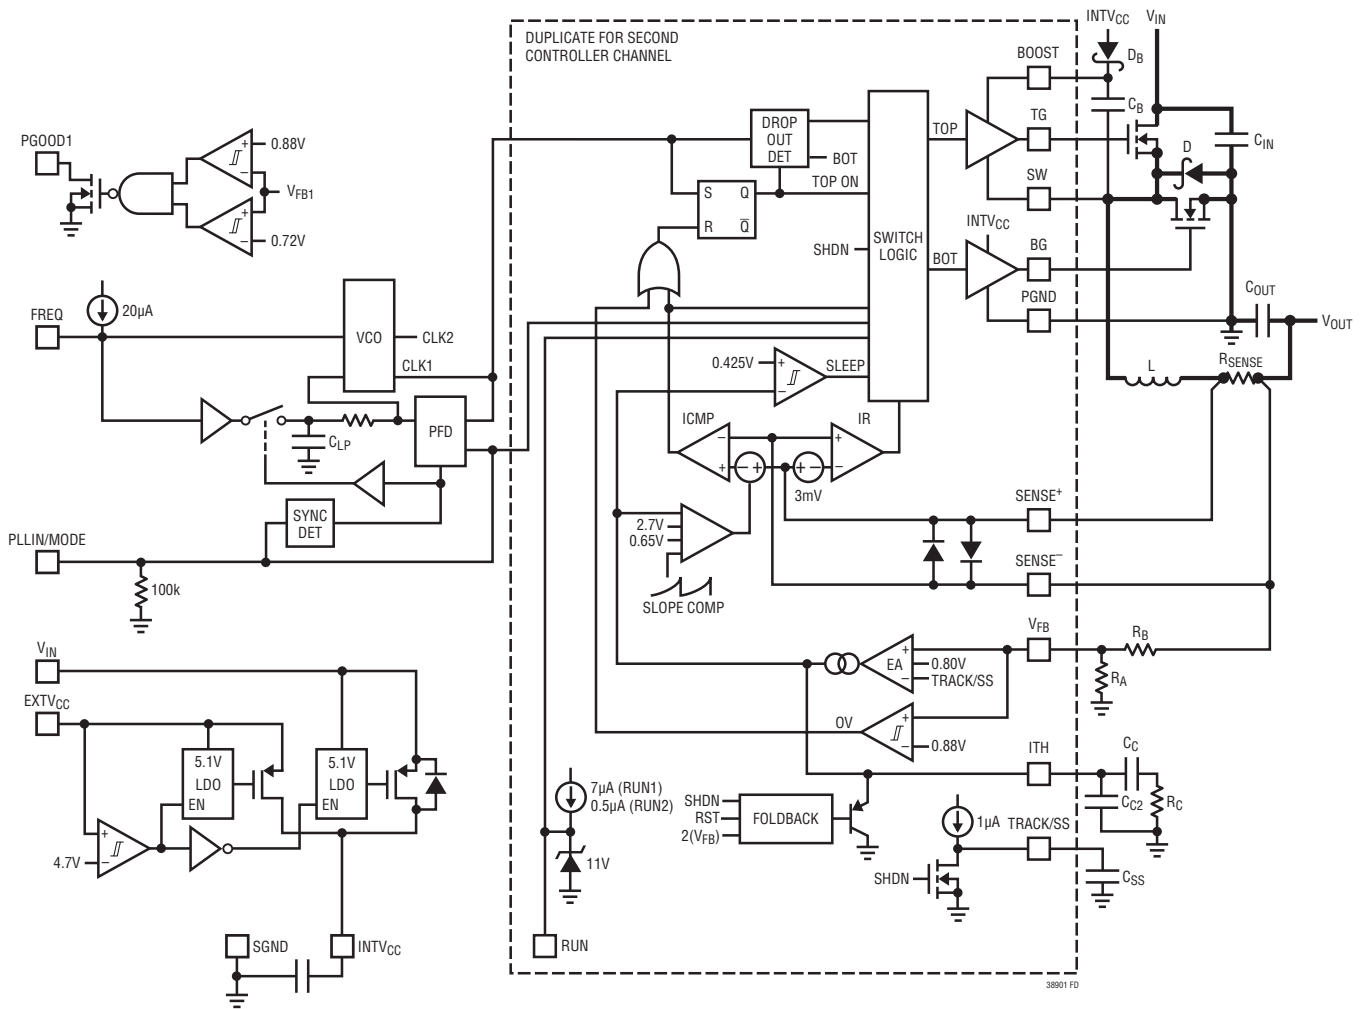 DUPLICATE FOR SECOND
CONTROLLER CHANNEL
INTVCC
VIN
BOOST
DB
CB
DROP
OUT
DET
BOT
TOP
TG
D
CIN
PGOOD1
0.88V
VFB1
0.72V
TOP ON
SW
S
Q
R
Q̅
SHDN
SWITCH
LOGIC
INTVCC
BOT
BG
PGND
COUT
VOUT
FREQ
20µA
VCO
CLK2
CLK1
0.425V
SLEEP
L
RSENSE
CLP
PFD
ICMP
IR
+
−
3mV
SENSE+
SENSE−
SYNC
DET
2.7V
0.65V
SLOPE COMP
PLLIN/MODE
100k
VFB
RB
RA
EA
0.80V
TRACK/SS
OV
0.88V
VIN
EXTVCC
5.1V
LDO
EN
5.1V
LDO
EN
4.7V
ITH
CC
CC2
RC
7µA (RUN1)
0.5µA (RUN2)
11V
SHDN
RST
2(VFB)
FOLDBACK
1µA
TRACK/SS
SHDN
CSS
SGND
INTVCC
RUN
38901 FD